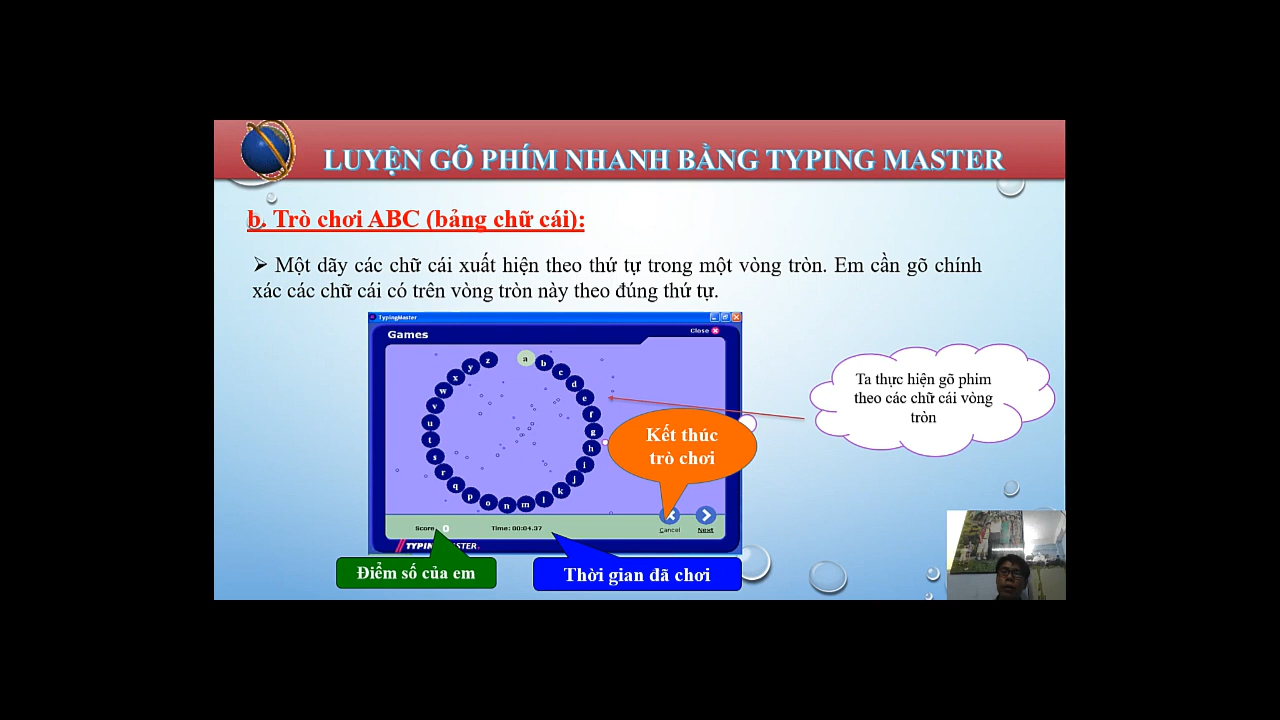 LUYỆN GÕ PHÍM NHANH BẰNG TYPING MASTER
b. Trò chơi ABC (bảng chữ cái):
➢ Một dãy các chữ cái xuất hiện theo thứ tự trong một vòng tròn. Em cần gõ chính
xác các chữ cái có trên vòng tròn này theo đúng thứ tự.
TypingMaster
Games
Close
a
b
c
d
e
f
g
h
i
j
k
l
m
n
o
p
q
r
s
t
u
v
w
x
y
z
Ta thực hiện gõ phim
theo các chữ cái vòng
tròn
Kết thúc
trò chơi
Score
0
Time: 00:04.37
Cancel
Next
Điểm số của em
Thời gian đã chơi